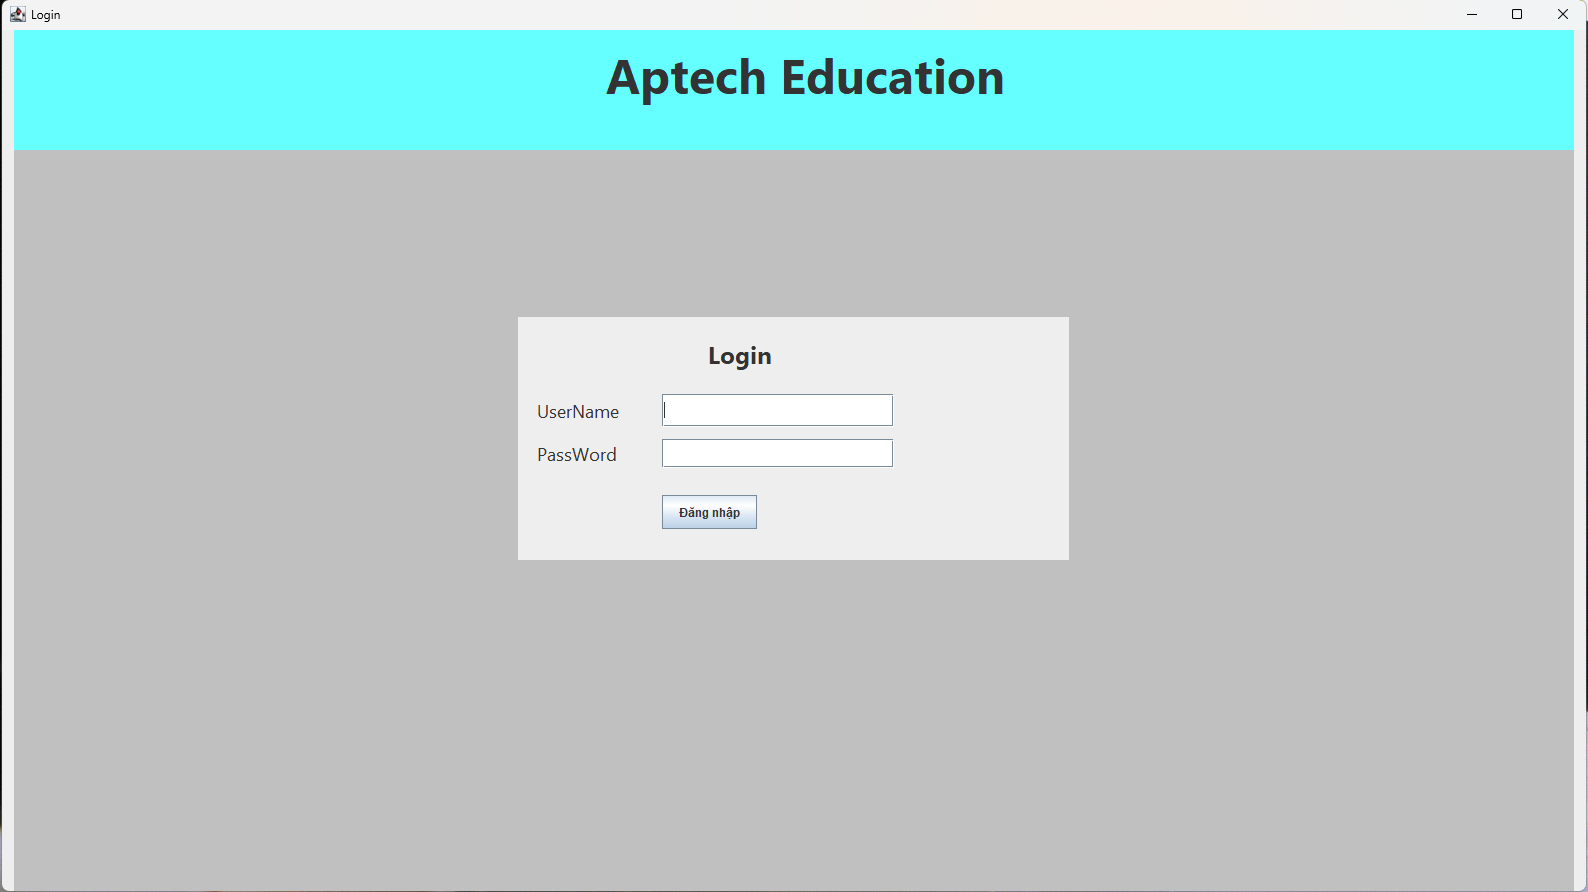 Login
Aptech Education
Login
UserName
PassWord
Đăng nhập